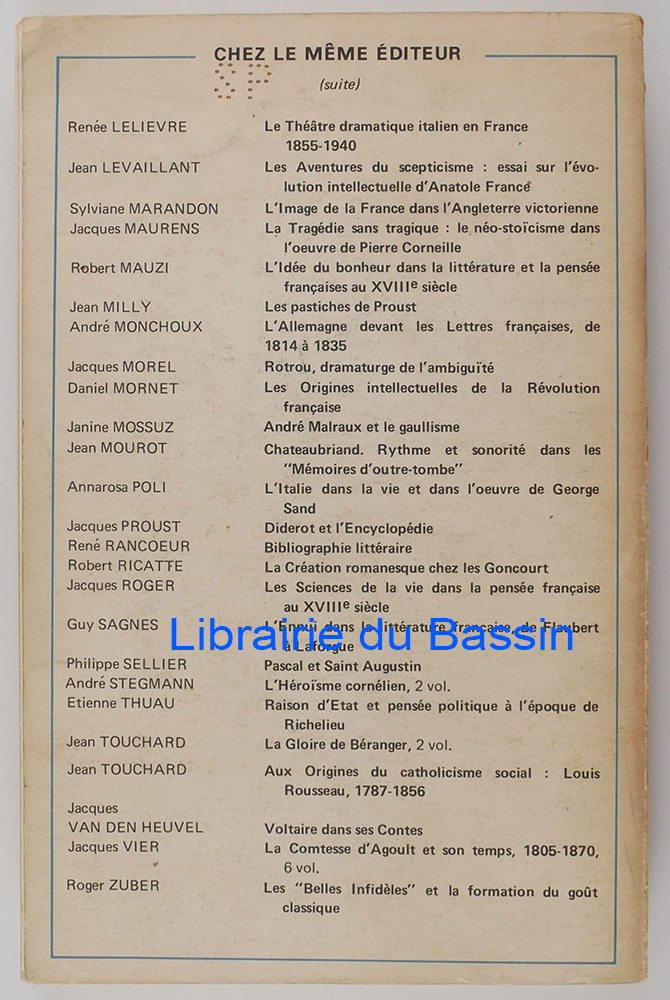 CHEZ LE MÊME ÉDITEUR
SP
(suite)
Renée LELIEVRE Le Théâtre dramatique italien en France
1855-1940
Jean LEVAILLANT Les Aventures du scepticisme : essai sur l'évo-
lution intellectuelle d'Anatole France
Sylviane MARANDON L'Image de la France dans l'Angleterre victorienne
Jacques MAURENS La Tragédie sans tragique : le néo-stoïcisme dans
l'oeuvre de Pierre Corneille
Robert MAUZI L'Idée du bonheur dans la littérature et la pensée
françaises au XVIIIe siècle
Jean MILLY Les pastiches de Proust
André MONCHOUX L'Allemagne devant les Lettres françaises, de
1814 à 1835
Jacques MOREL Rotrou, dramaturge de l'ambiguïté
Daniel MORNET Les Origines intellectuelles de la Révolution
française
Janine MOSSUZ André Malraux et le gaullisme
Jean MOUROT Chateaubriand. Rythme et sonorité dans les
"Mémoires d'outre-tombe"
Annarosa POLI L'Italie dans la vie et dans l'oeuvre de George
Sand
Jacques PROUST Diderot et l'Encyclopédie
René RANCOEUR Bibliographie littéraire
Robert RICATTE La Création romanesque chez les Goncourt
Jacques ROGER Les Sciences de la vie dans la pensée française
au XVIIIe siècle
Guy SAGNES L'Ennui dans la littérature française, de Flaubert
à Laforgue
Librairie du Bassin
Philippe SELLIER Pascal et Saint Augustin
André STEGMANN L'Héroïsme cornélien, 2 vol.
Etienne THUAU Raison d'Etat et pensée politique à l'époque de
Richelieu
Jean TOUCHARD La Gloire de Béranger, 2 vol.
Jean TOUCHARD Aux Origines du catholicisme social : Louis
Rousseau, 1787-1856
Jacques
VAN DEN HEUVEL Voltaire dans ses Contes
Jacques VIER La Comtesse d'Agoult et son temps, 1805-1870,
6 vol.
Roger ZUBER Les "Belles Infidèles" et la formation du goût
classique